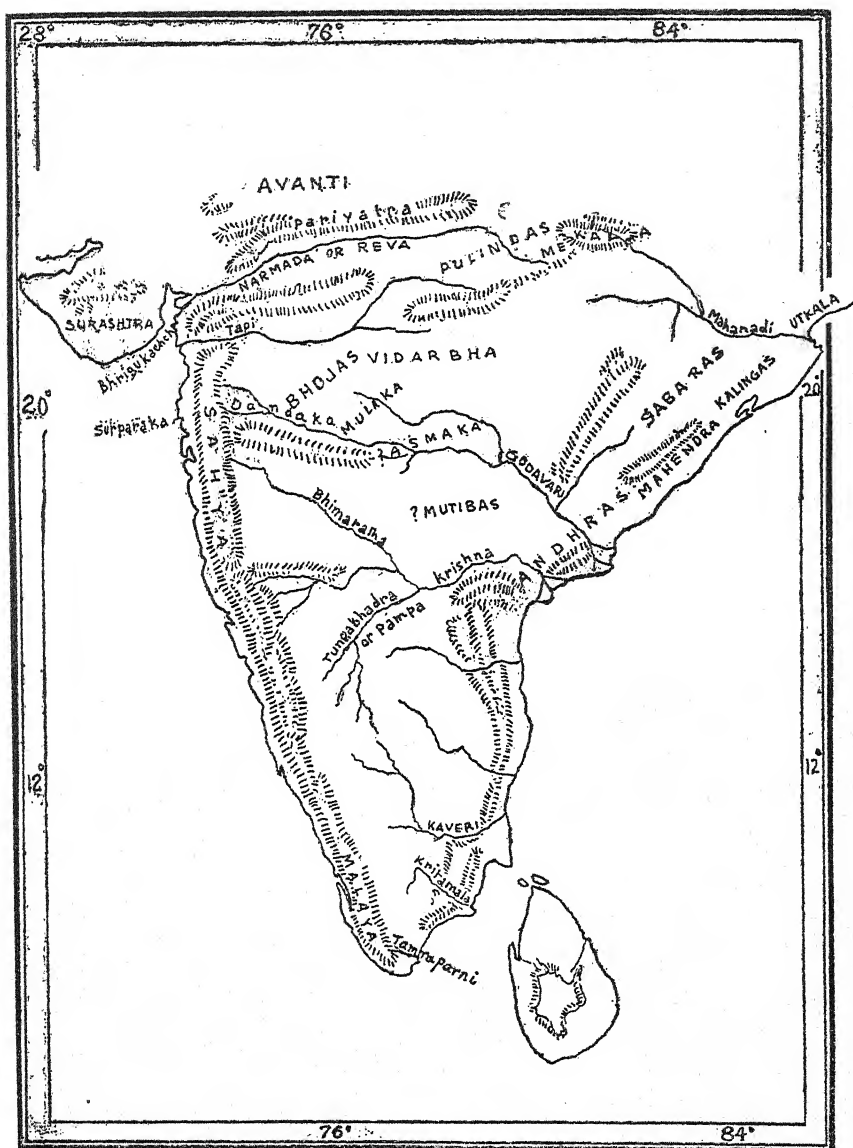 28°
76°
84°
AVANTI
Pariyatra
NARMADA OR REVA
PULINDAS
MEKALA
SURASHTRA
Tapi
Mahanadi
UTKALA
Bhrigukachcha
BHOJAS
VIDARBHA
20°
20°
Dandaka
MULAKA
SABARAS
KALINGAS
Surparaka
SAHYA
? ASMAKA
GODAVARI
MAHENDRA
Bhimaratha
? MUTIBAS
ANDHRAS
Krishna
Tungabhadra
or Pampa
12°
12°
KAVERI
MALAYA
Kritamala
Tamraparni
76°
84°